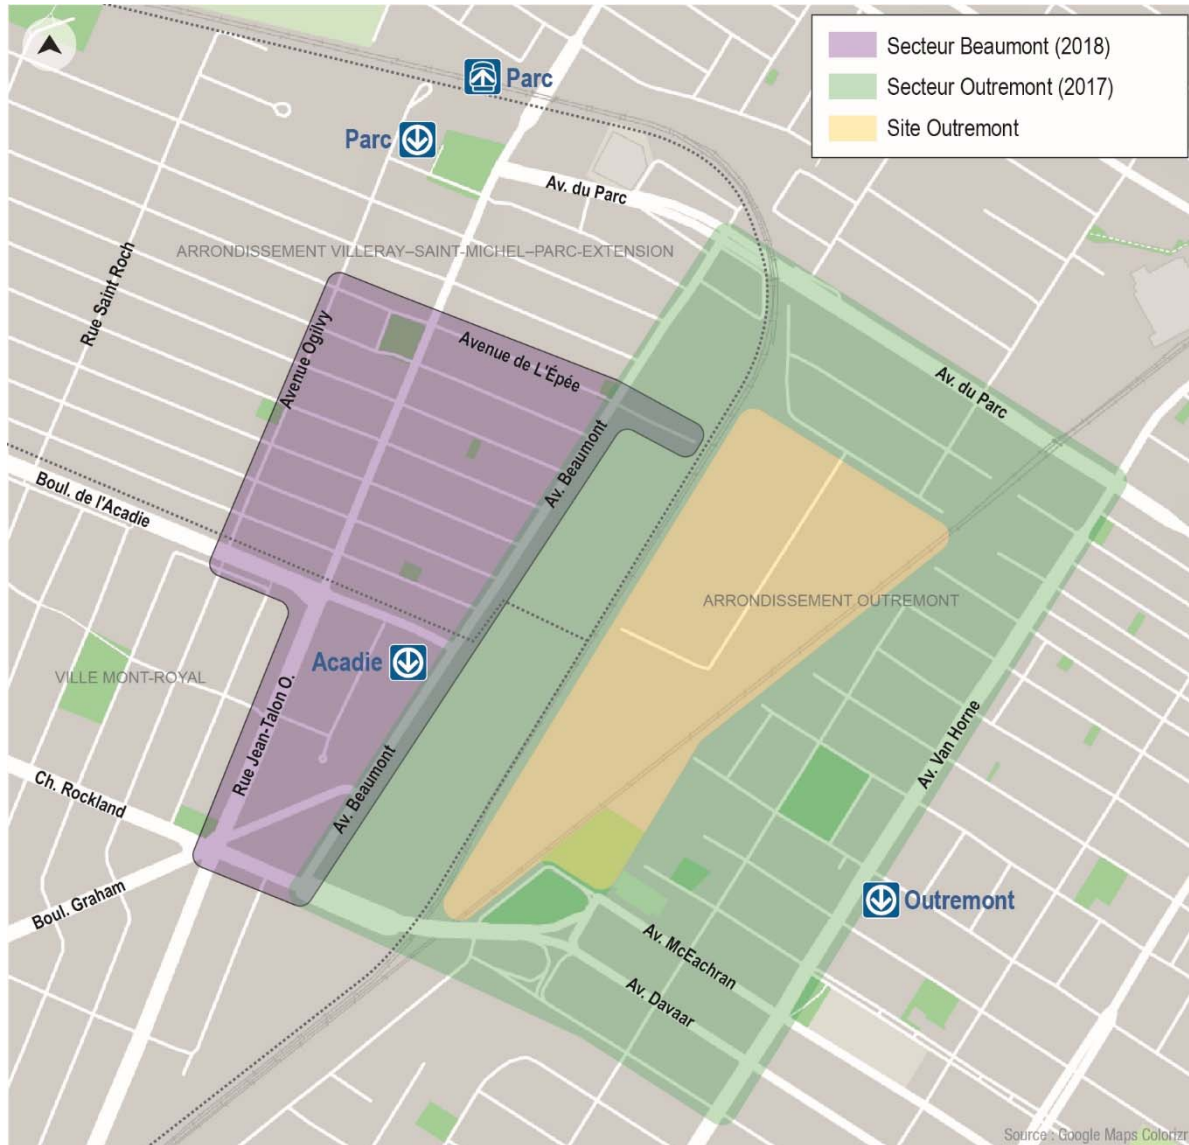 Secteur Beaumont (2018)
Secteur Outremont (2017)
Site Outremont
Parc
Parc
Av. du Parc
ARRONDISSEMENT VILLERAY–SAINT-MICHEL–PARC-EXTENSION
Rue Saint Roch
Avenue Ogilvy
Avenue de L'Épée
Av. du Parc
Av. Beaumont
Boul. de l'Acadie
ARRONDISSEMENT OUTREMONT
Acadie
VILLE MONT-ROYAL
Rue Jean-Talon O.
Av. Van Horne
Ch. Rockland
Av. Beaumont
Boul. Graham
Outremont
Av. McEachran
Av. Davaar
Source : Google Maps Colorizr